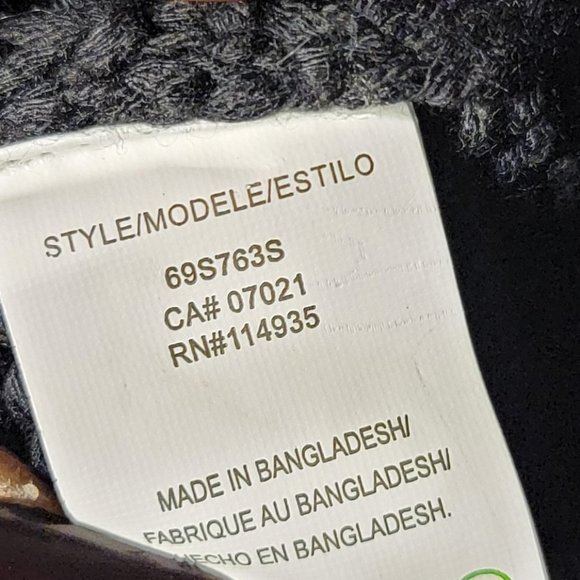 STYLE/MODELE/ESTILO
69S763S
CA# 07021
RN#114935
MADE IN BANGLADESH/
FABRIQUE AU BANGLADESH/
HECHO EN BANGLADESH.